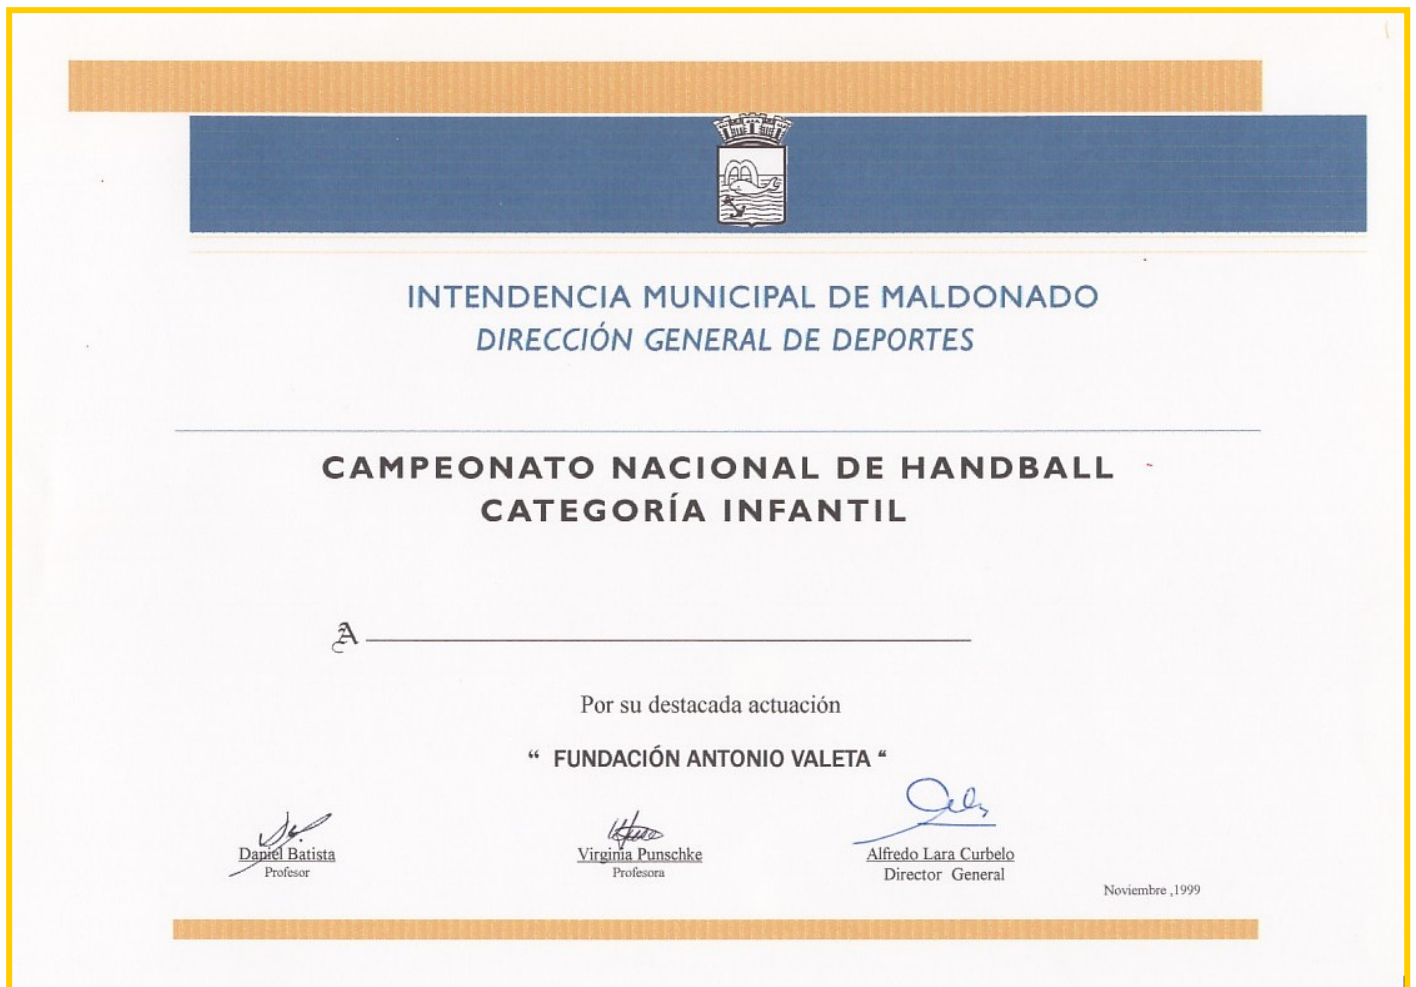 INTENDENCIA MUNICIPAL DE MALDONADO
DIRECCIÓN GENERAL DE DEPORTES
CAMPEONATO NACIONAL DE HANDBALL
CATEGORÍA INFANTIL
A
Por su destacada actuación
“ FUNDACIÓN ANTONIO VALETA “
Daniel Batista
Profesor
Virginia Punschke
Profesora
Alfredo Lara Curbelo
Director General
Noviembre ,1999